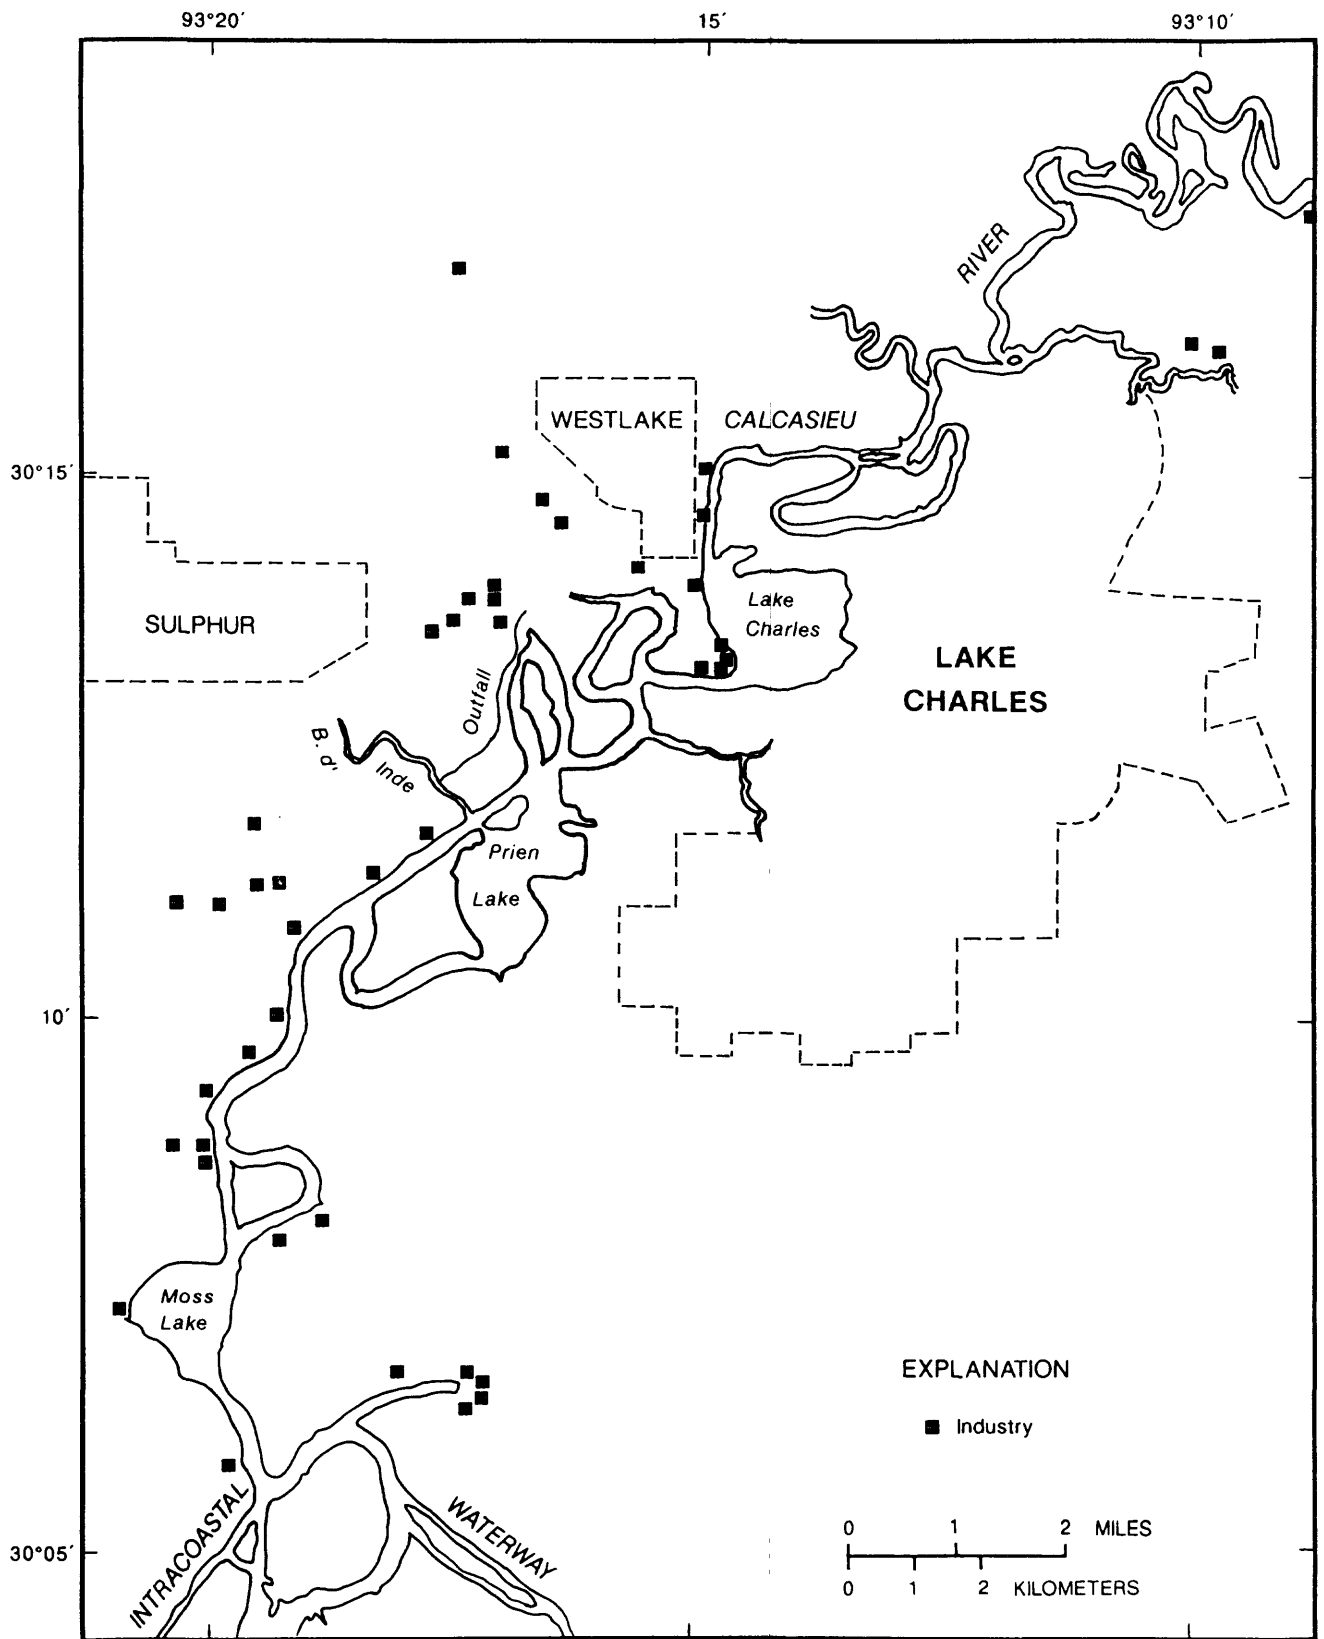 93°20′
15′
93°10′
RIVER
WESTLAKE
CALCASIEU
30°15′
Lake
Charles
SULPHUR
LAKE
CHARLES
Outfall
B. d'
Inde
Prien
Lake
10′
Moss
Lake
EXPLANATION
Industry
INTRACOASTAL
WATERWAY
0 1 2 MILES
30°05′
0 1 2 KILOMETERS